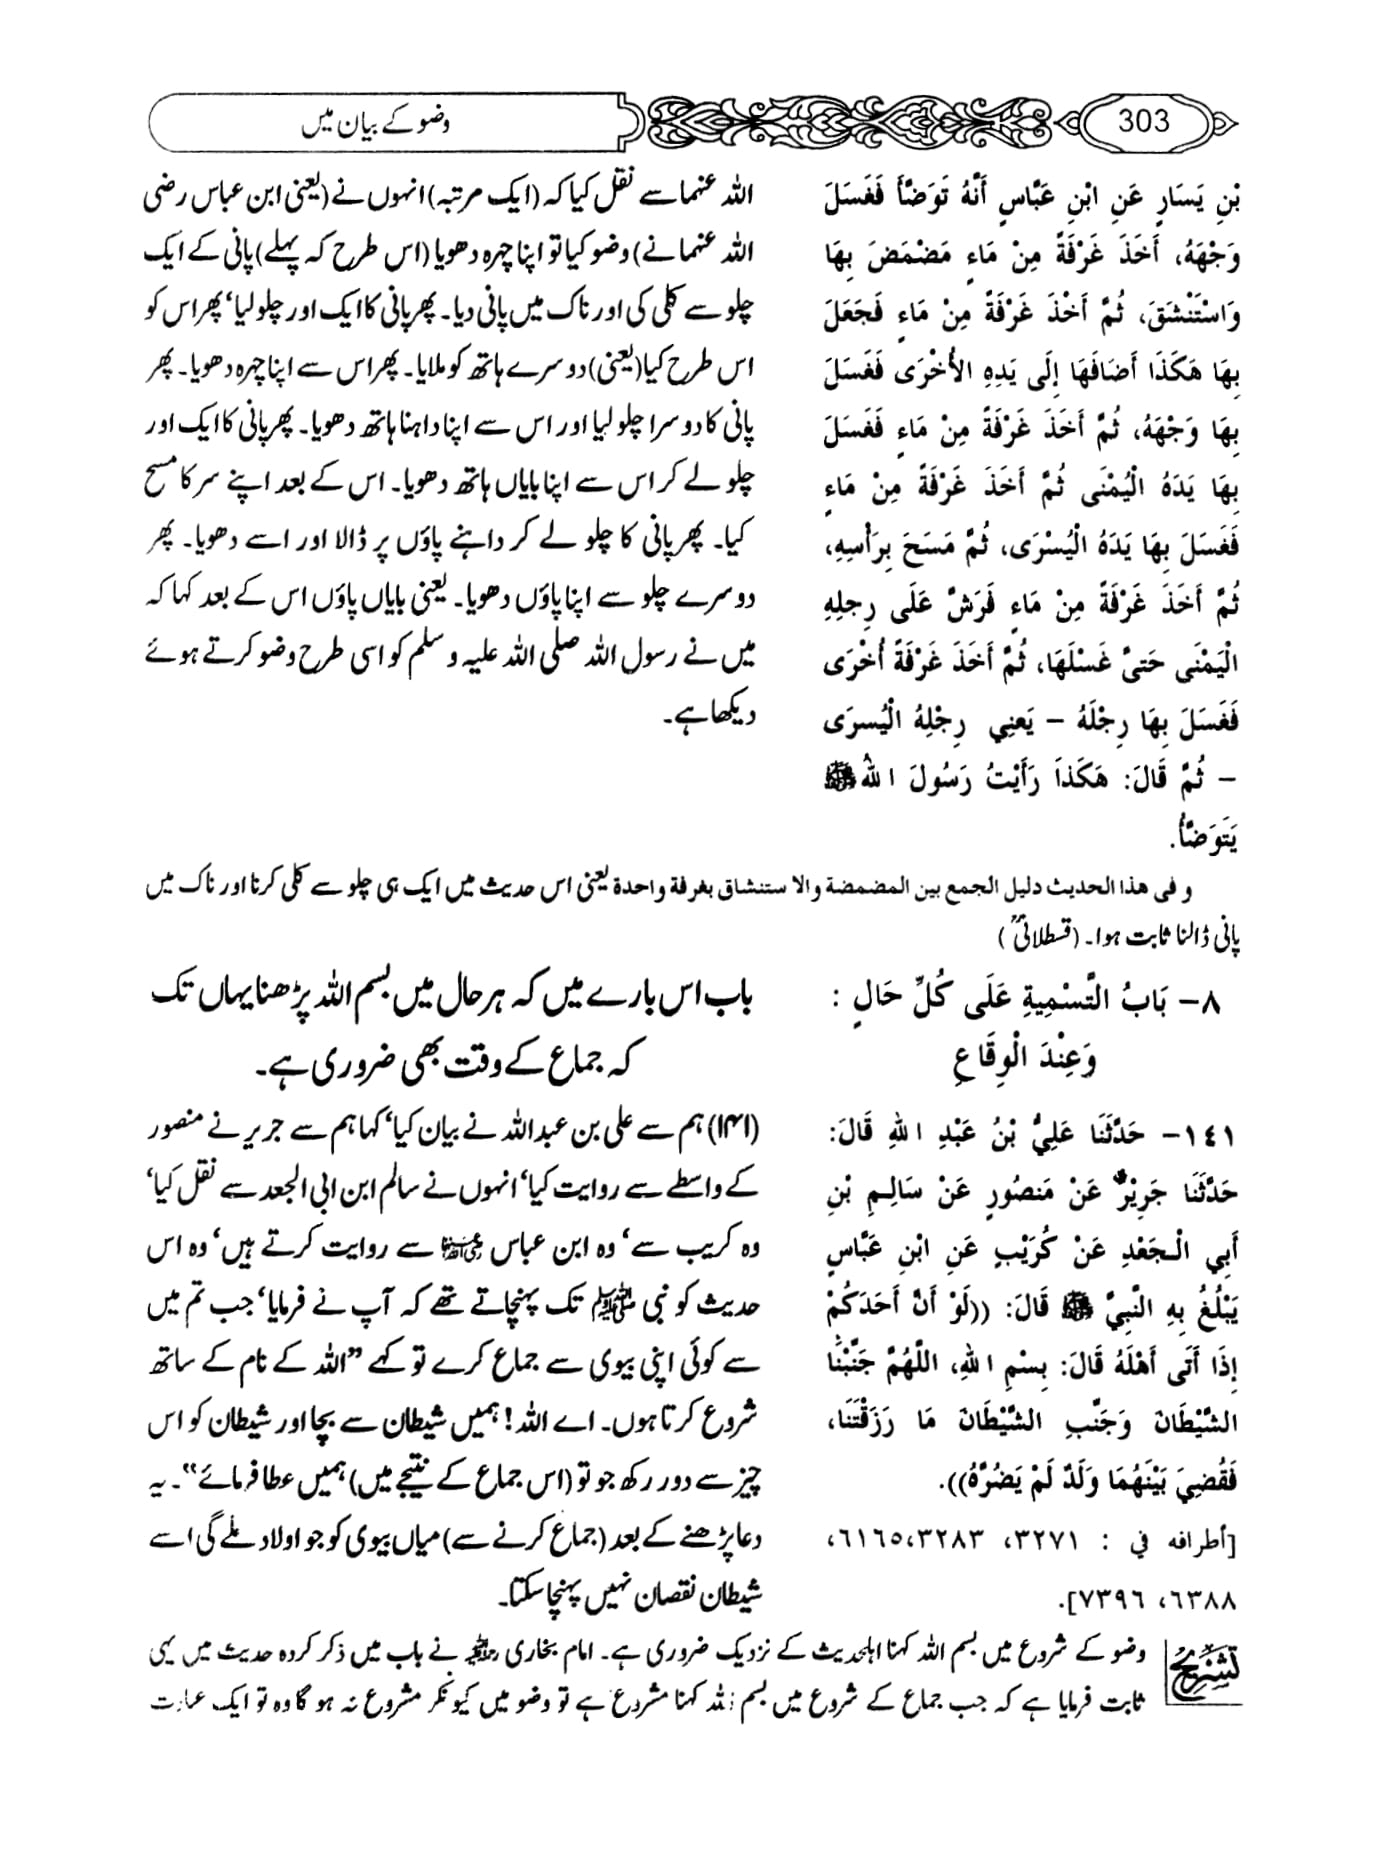 303
وضو کے بیان میں
بْنِ يَسَارٍ عَنِ ابْنِ عَبَّاسٍ أَنَّهُ تَوَضَّأَ فَغَسَلَ
وَجْهَهُ، أَخَذَ غَرْفَةً مِنْ مَاءٍ مَضْمَضَ بِهَا
وَاسْتَنْشَقَ، ثُمَّ أَخْذَ غَرْفَةً مِنْ مَاءٍ فَجَعَلَ
بِهَا هَكَذَا أَضَافَهَا إِلَى يَدِهِ الأُخْرَى فَغَسَلَ
بِهَا وَجْهَهُ، ثُمَّ أَخَذَ غَرْفَةً مِنْ مَاءٍ فَغَسَلَ
بِهَا يَدَهُ الْيُمْنَى ثُمَّ أَخَذَ غَرْفَةً مِنْ مَاءٍ
فَغَسَلَ بِهَا يَدَهُ الْيُسْرَى، ثُمَّ مَسَحَ بِرَأْسِهِ،
ثُمَّ أَخَذَ غَرْفَةً مِنْ مَاءٍ فَرَشَّ عَلَى رِجلِهِ
الْيَمْنَى حَتىَّ غَسْلَهَا، ثُمَّ أَخَذَ غَرْفَةً أُخْرَى
فَغَسَلَ بِهَا رِجْلَهُ – يَعنِي رِجْلِهُ الْيُسرَى
– ثُمَّ قَالَ: هَكَذاَ رَأَيْتُ رَسُولَ اللهِ ﷺ
يَتَوَضَّأُ.
اللہ عنہما سے نقل کیا کہ (ایک مرتبہ) انہوں نے (یعنی ابن عباس رضی
اللہ عنہمانے) وضو کیا تو اپنا چہرہ دھویا (اس طرح کہ پہلے) پانی کے ایک
چلو سے کلی کی اور ناک میں پانی دیا۔ پھر پانی کا ایک اور چلو لیا‘ پھر اس کو
اس طرح کیا (یعنی) دوسرے ہاتھ کو ملایا۔ پھر اس سے اپنا چہرہ دھویا۔ پھر
پانی کا دوسرا چلو لیا اور اس سے اپنا داہنا ہاتھ دھویا۔ پھر پانی کا ایک اور
چلو لے کر اس سے اپنا بایاں ہاتھ دھویا۔ اس کے بعد اپنے سر کا مسح
کیا۔ پھر پانی کا چلو لے کر داہنے پاؤں پر ڈالا اور اسے دھویا۔ پھر
دوسرے چلو سے اپنا پاؤں دھویا۔ یعنی بایاں پاؤں اس کے بعد کہا کہ
میں نے رسول اللہ صلی اللہ علیہ و سلم کو اسی طرح وضو کرتے ہوئے
دیکھا ہے۔
و فی هذا الحدیث دلیل الجمع بین المضمضة والاستنشاق بغرفة واحدة یعنی اس حدیث میں ایک ہی چلو سے کلی کرنا اور ناک میں
پانی ڈالنا ثابت ہوا۔ (قسطلانیؒ)
٨– بَابُ التَّسْمِيةِ عَلَى كُلِّ حَالٍ :
وَعِنْدَ الْوِقَاعِ
باب اس بارے میں کہ ہر حال میں بسم اللہ پڑھنا یہاں تک
کہ جماع کے وقت بھی ضروری ہے۔
١٤١– حَدَّثَنَا عَلِيُّ بْنُ عَبْدِ اللهِ قَالَ:
حَدَّثَنَا جَرِيْرٌ عَنْ مَنصُورٍ عَنْ سَالِمِ بْنِ
أَبِي الْجَعْدِ عَنْ كُرَيْبٍ عَنِ ابْنِ عَبَّاسٍ
يَبْلُغُ بِهِ النَّبِيَّ ﷺ قَالَ: ((لَوْ أَنَّ أَحَدَكُمْ
إِذَا أَتَى أَهْلَهُ قَالَ: بِسْمِ اللهِ، اللَّهُمَّ جَنِّبْنَا
الشَّيْطَانَ وَجَنِّبِ الشَّيْطَانَ مَا رَزَقْتَنَا،
فَقُضِيَ بَيْنَهُمَا وَلَدٌ لَمْ يَضُرَّهُ)).
[أطرافه في : ٣٢٧١، ٣٢٨٣،٦١٦٥،
٦٣٨٨، ٧٣٩٦].
(۱۴۱) ہم سے علی بن عبداللہ نے بیان کیا‘ کہا ہم سے جریر نے منصور
کے واسطے سے روایت کیا‘ انہوں نے سالم ابن ابی الجعد سے نقل کیا‘
وہ کریب سے‘ وہ ابن عباس رضی اللہ عنہما سے روایت کرتے ہیں‘ وہ اس
حدیث کو نبی ﷺ تک پہنچاتے تھے کہ آپ نے فرمایا‘ جب تم میں
سے کوئی اپنی بیوی سے جماع کرے تو کہے ”اللہ کے نام کے ساتھ
شروع کرتا ہوں۔ اے اللہ! ہمیں شیطان سے بچا اور شیطان کو اس
چیز سے دور رکھ جو تو (اس جماع کے نتیجے میں) ہمیں عطا فرمائے“۔ یہ
دعا پڑھنے کے بعد (جماع کرنے سے) میاں بیوی کو جو اولاد ملے گی اسے
شیطان نقصان نہیں پہنچا سکتا۔
تشریح وضو کے شروع میں بسم اللہ کہنا اہلحدیث کے نزدیک ضروری ہے۔ امام بخاری رحمہ اللہ نے باب میں ذکر کردہ حدیث میں یہی
ثابت فرمایا ہے کہ جب جماع کے شروع میں بسم اللہ کہنا مشروع ہے تو وضو میں کیونکر مشروع نہ ہو گا وہ تو ایک عبادت